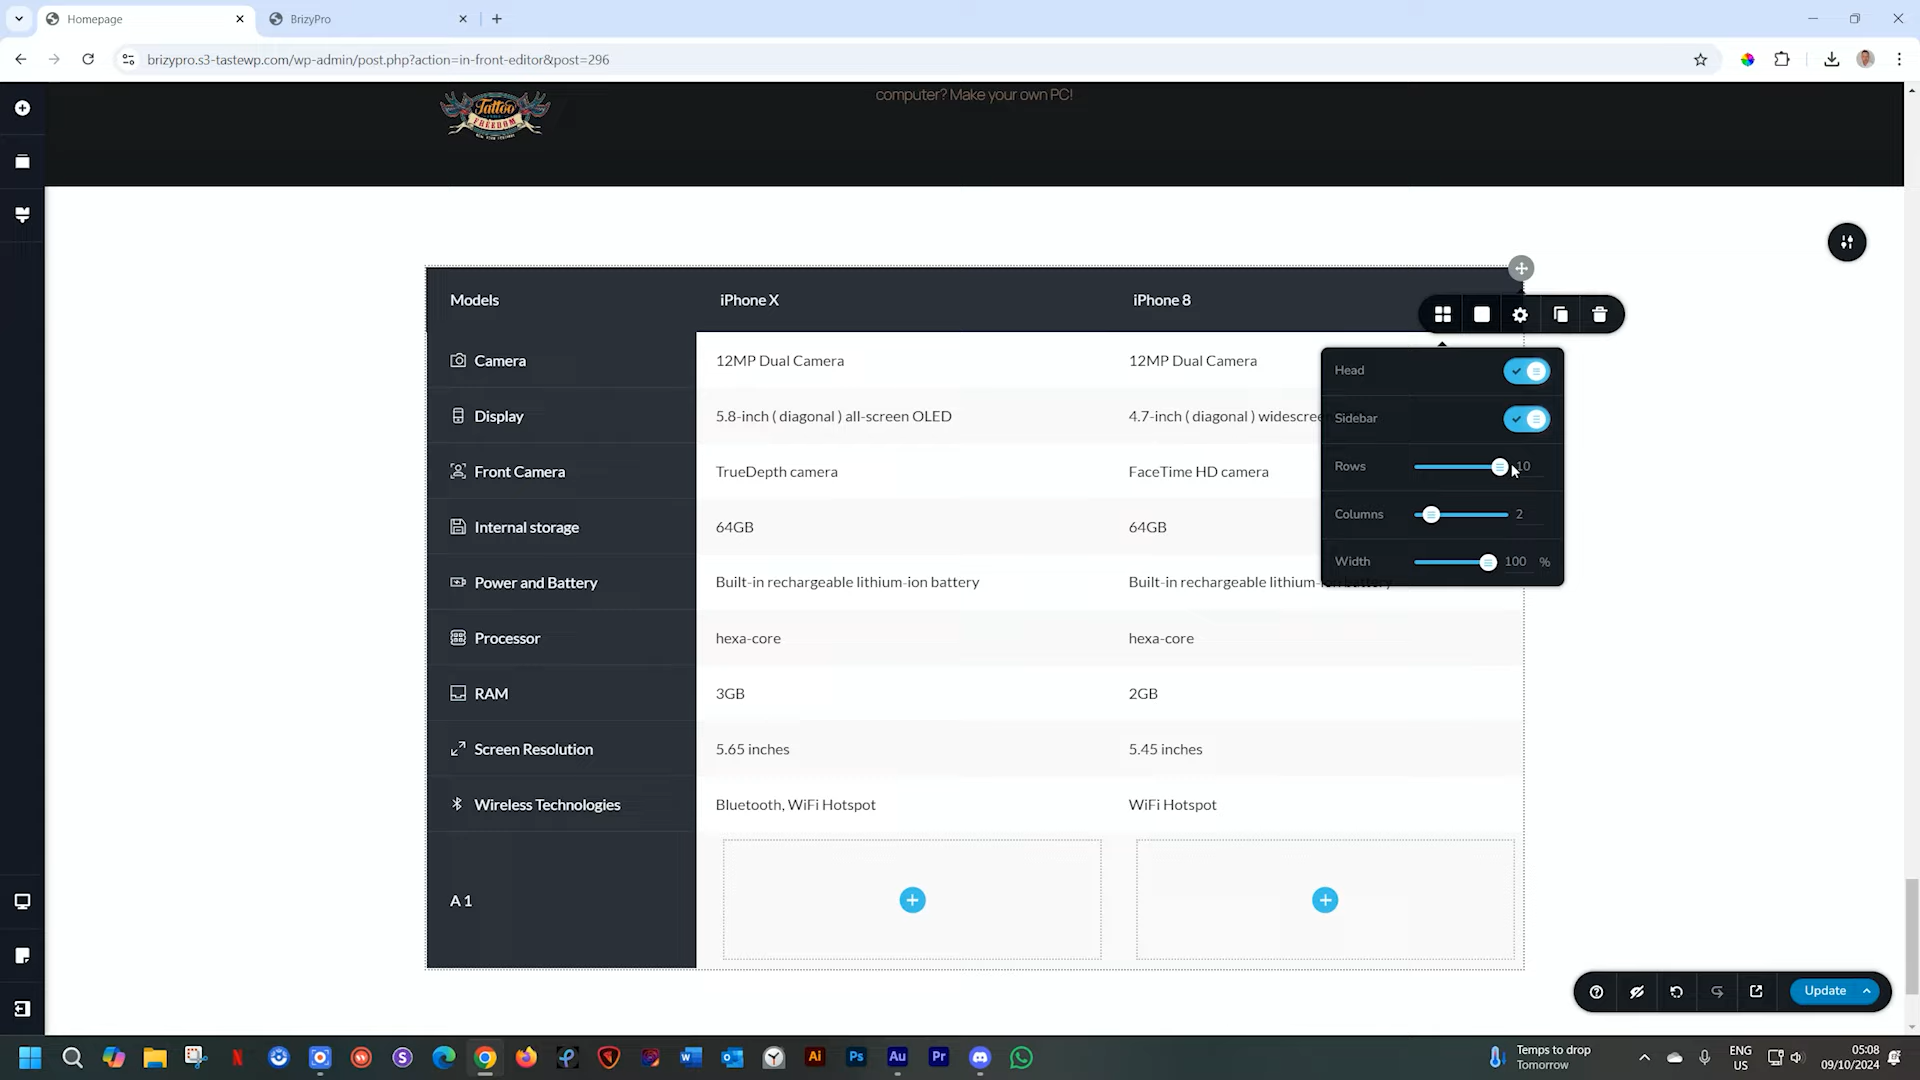 Homepage
BrizyPro
brizypro.s3-tastewp.com/wp-admin/post.php?action=in-front-editor&post=296
Tattoo
FREEDOM
computer? Make your own PC!
Models iPhone X iPhone 8
Camera 12MP Dual Camera 12MP Dual Camera
Display 5.8-inch ( diagonal ) all-screen OLED 4.7-inch ( diagonal ) widescree
Front Camera TrueDepth camera FaceTime HD camera
Internal storage 64GB 64GB
Power and Battery Built-in rechargeable lithium-ion battery Built-in rechargeable lithium-ion battery
Processor hexa-core hexa-core
RAM 3GB 2GB
Screen Resolution 5.65 inches 5.45 inches
Wireless Technologies Bluetooth, WiFi Hotspot WiFi Hotspot
A 1
Head
Sidebar
Rows 10
Columns 2
Width 100 %
Update
Temps to drop
Tomorrow
ENG
US
05:08
09/10/2024